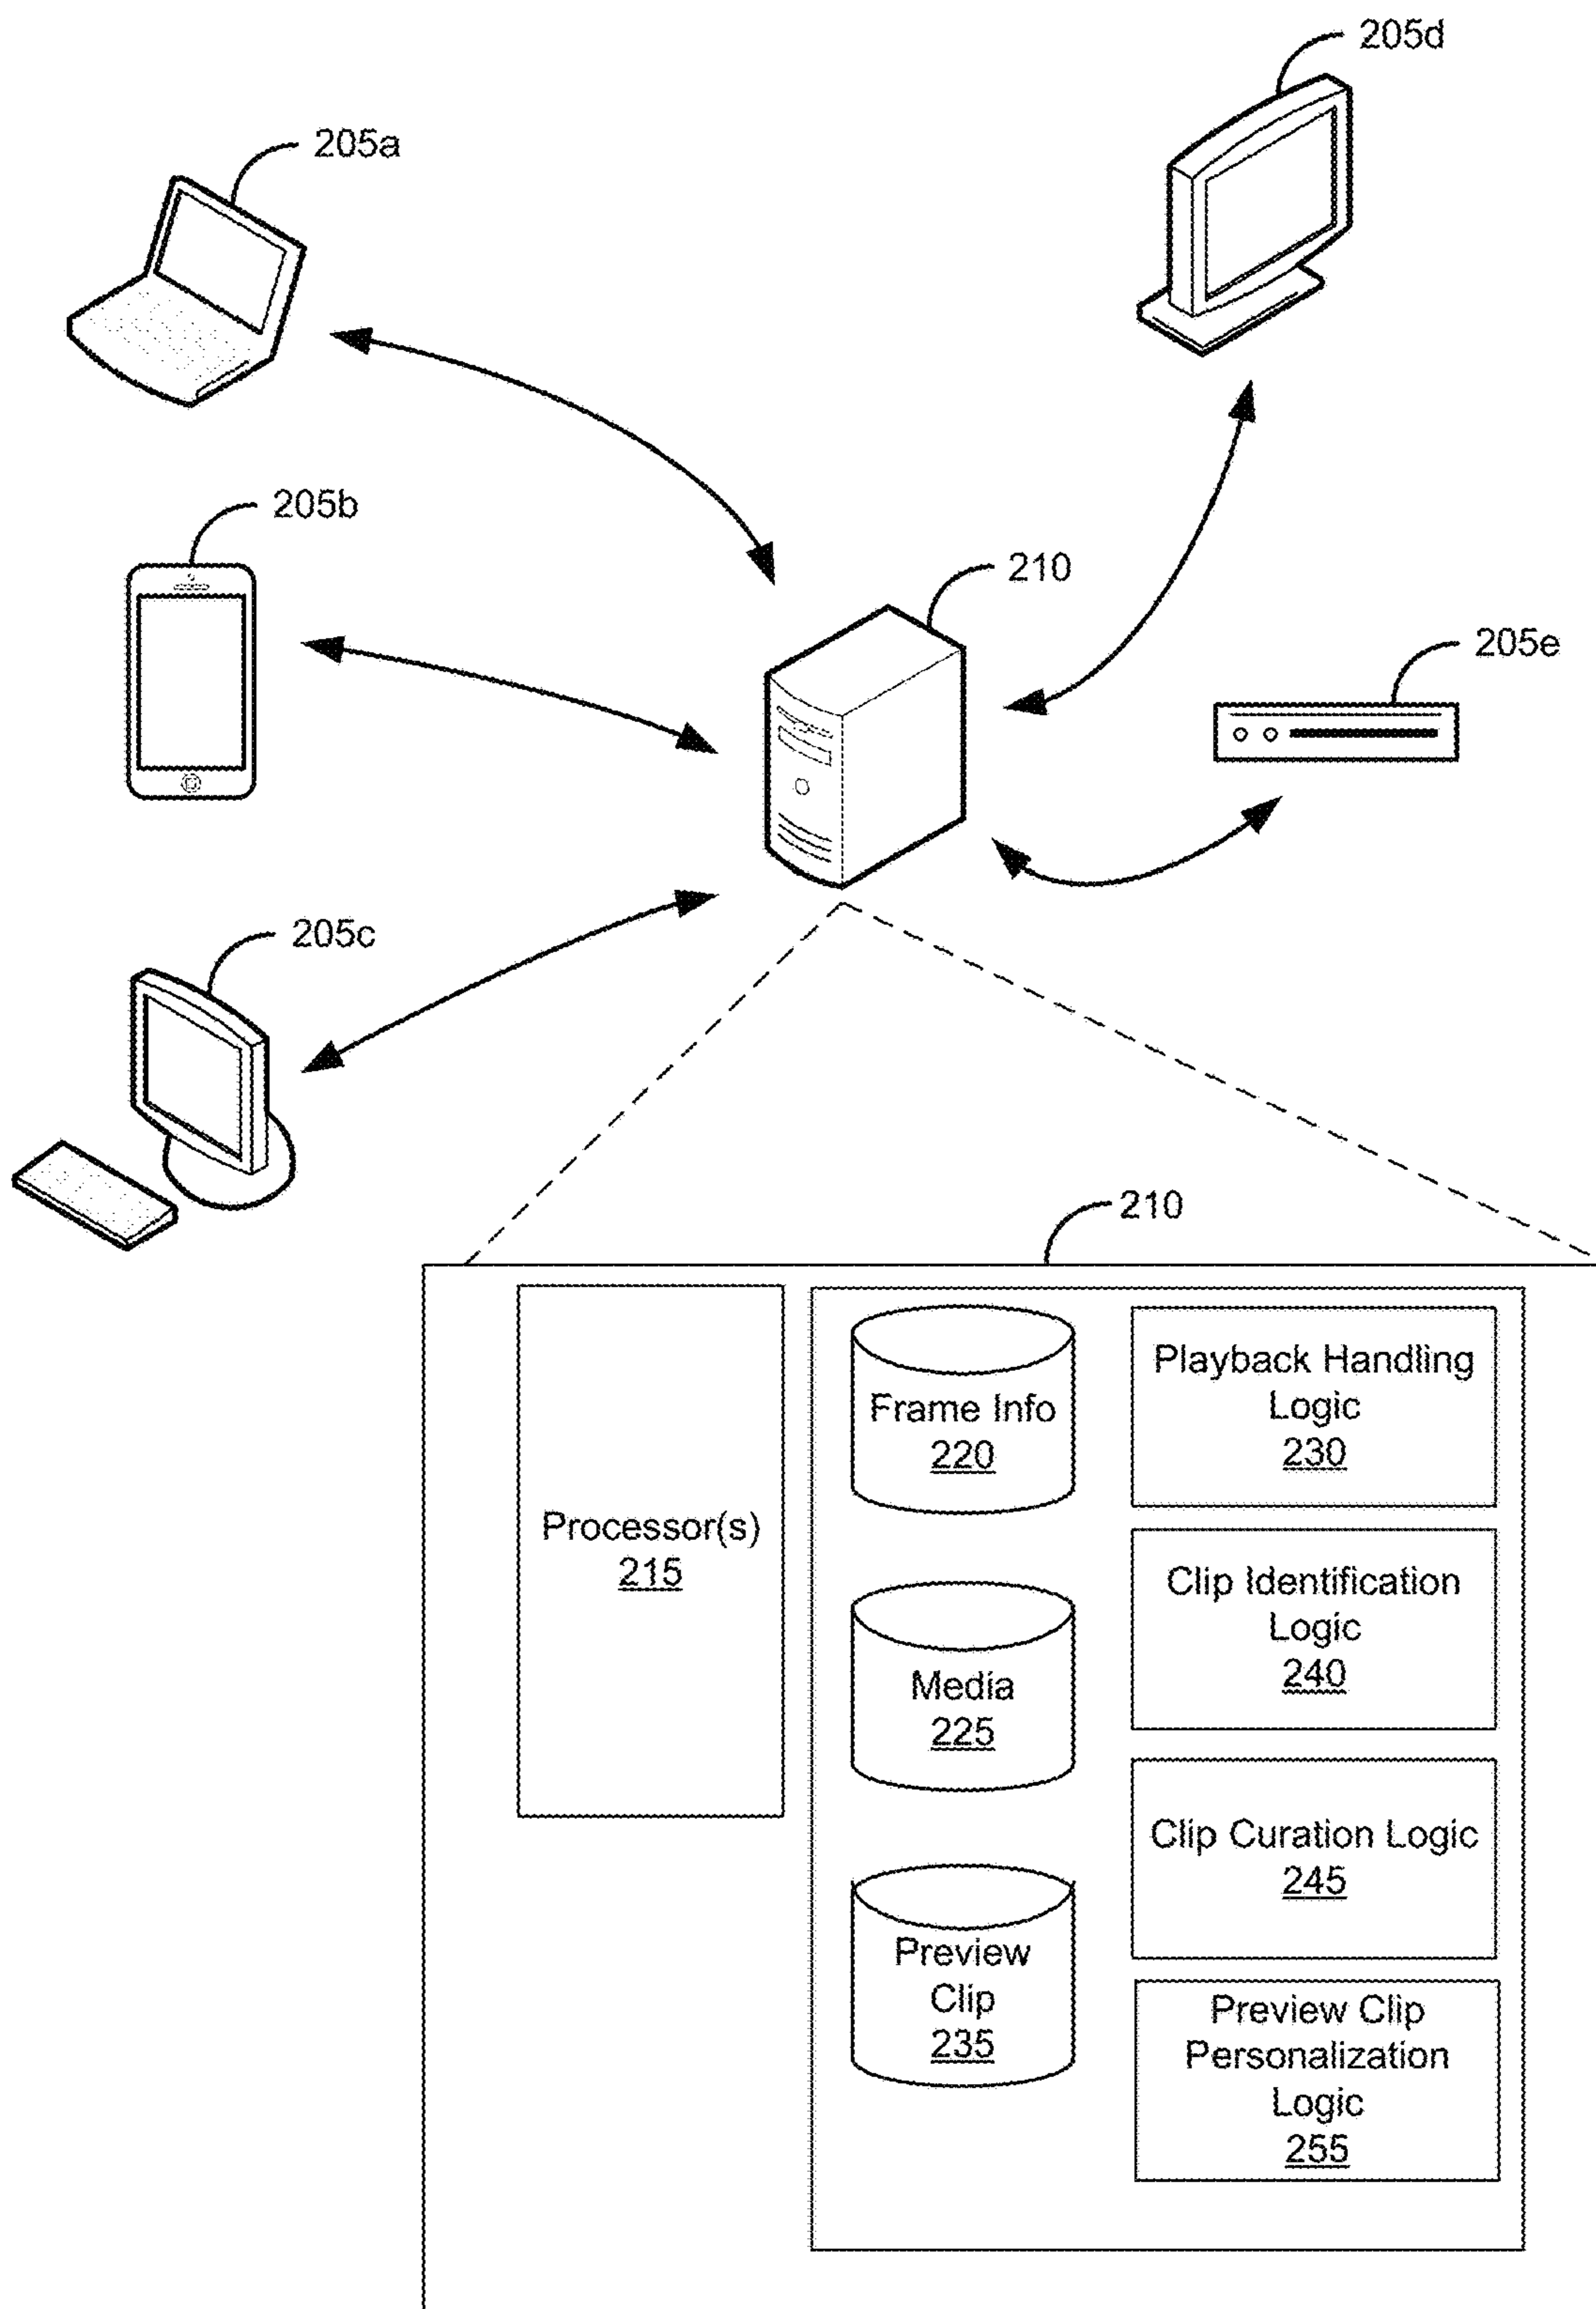 205d
205a
205b
210
205e
205c
210
Processor(s)
215
Frame Info
220
Media
225
Preview
Clip
235
Playback Handling
Logic
230
Clip Identification
Logic
240
Clip Curation Logic
245
Preview Clip
Personalization
Logic
255